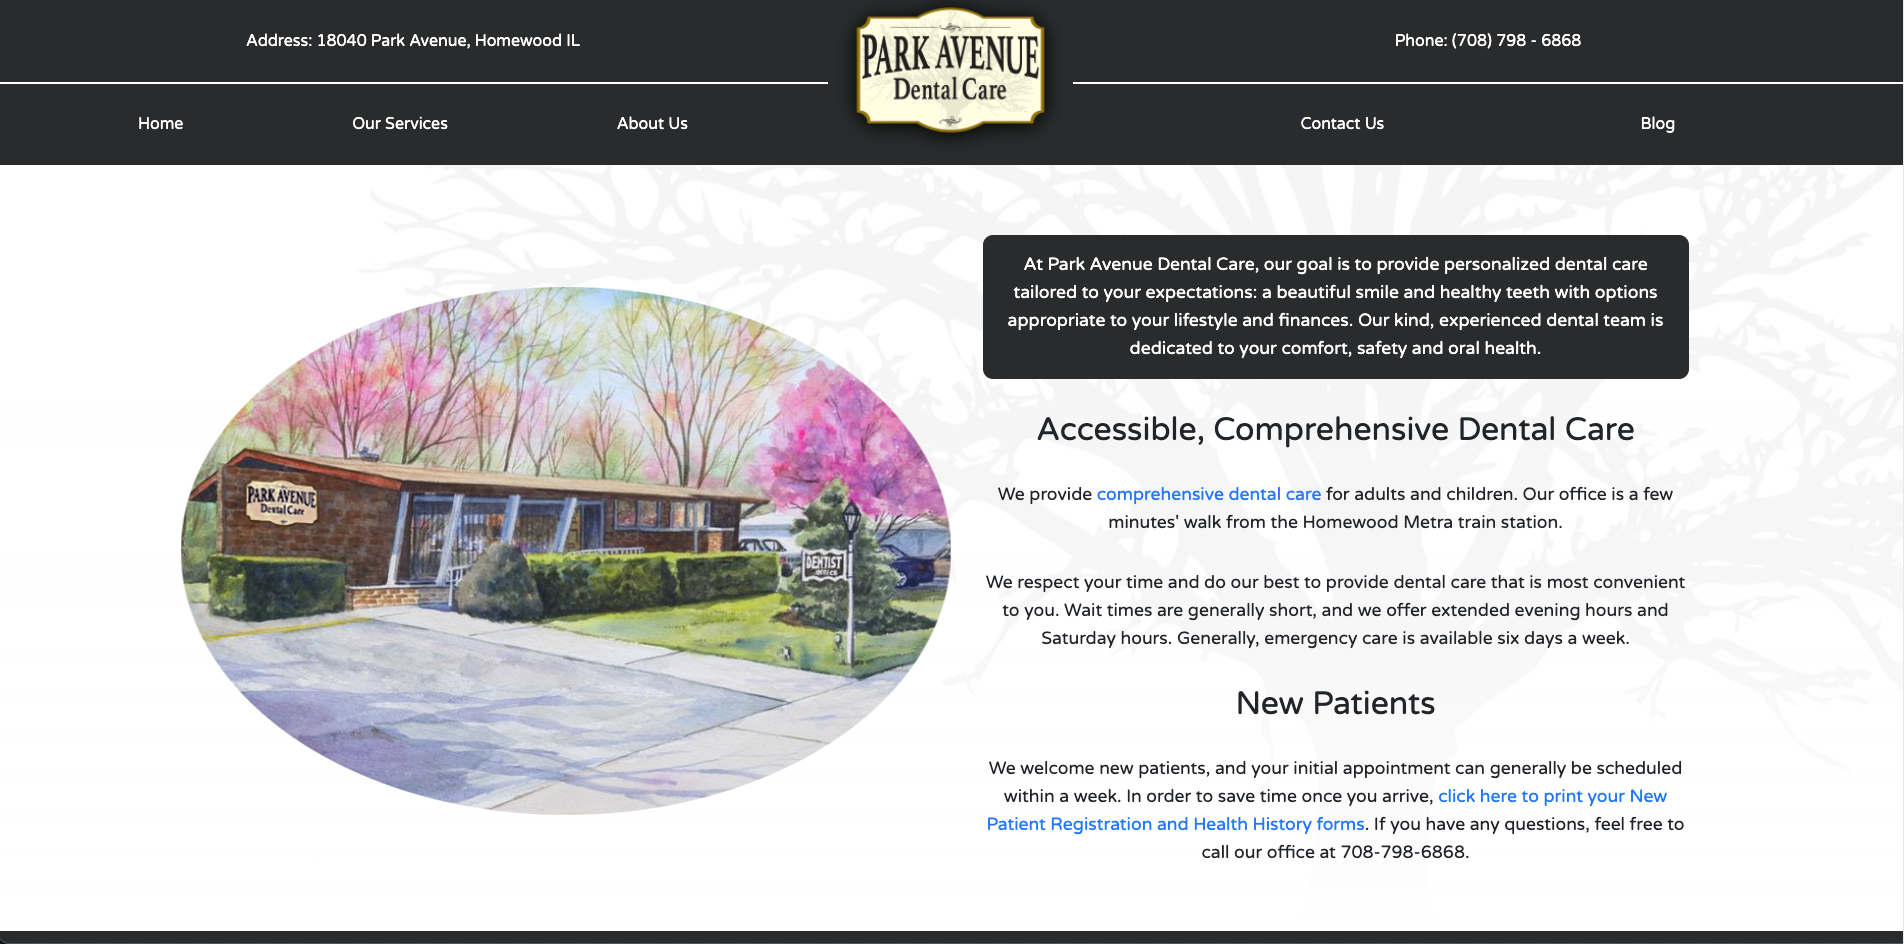 Address: 18040 Park Avenue, Homewood IL
PARK AVENUE
Dental Care
Phone: (708) 798 - 6868
Home
Our Services
About Us
Contact Us
Blog
PARK AVENUE
Dental Care
DENTIST
OFFICE
At Park Avenue Dental Care, our goal is to provide personalized dental care
tailored to your expectations: a beautiful smile and healthy teeth with options
appropriate to your lifestyle and finances. Our kind, experienced dental team is
dedicated to your comfort, safety and oral health.
Accessible, Comprehensive Dental Care
We provide comprehensive dental care for adults and children. Our office is a few
minutes' walk from the Homewood Metra train station.
We respect your time and do our best to provide dental care that is most convenient
to you. Wait times are generally short, and we offer extended evening hours and
Saturday hours. Generally, emergency care is available six days a week.
New Patients
We welcome new patients, and your initial appointment can generally be scheduled
within a week. In order to save time once you arrive, click here to print your New
Patient Registration and Health History forms. If you have any questions, feel free to
call our office at 708-798-6868.